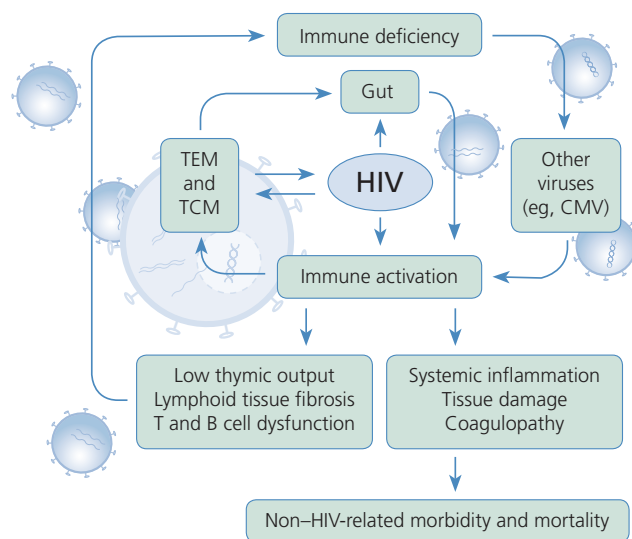 Immune deficiency
Gut
TEM
and
TCM
HIV
Other
viruses
(eg, CMV)
Immune activation
Low thymic output
Lymphoid tissue fibrosis
T and B cell dysfunction
Systemic inflammation
Tissue damage
Coagulopathy
Non–HIV-related morbidity and mortality